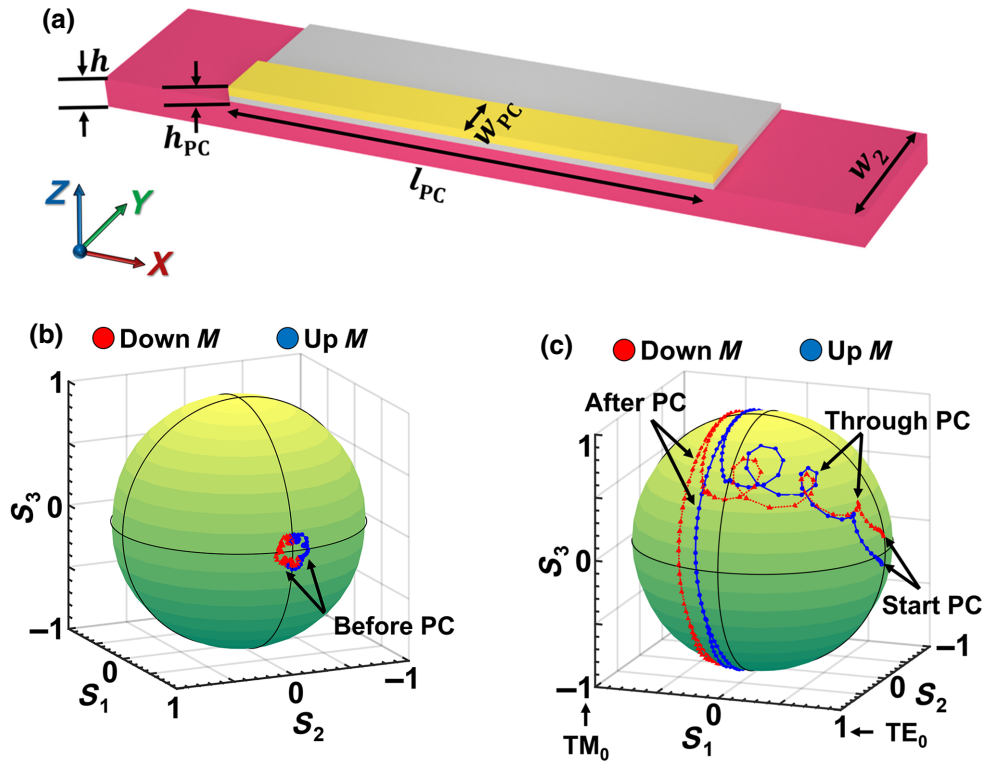 (a)
h
h_PC
w_PC
l_PC
w_2
Z
Y
X
(b)
Down M
Up M
1
0
−1
S_3
Before PC
−1
0
1
S_1
0
−1
S_2
(c)
Down M
Up M
After PC
Through PC
1
0
−1
S_3
Start PC
−1
0
S_2
−1
0
1
S_1
TM_0
TE_0